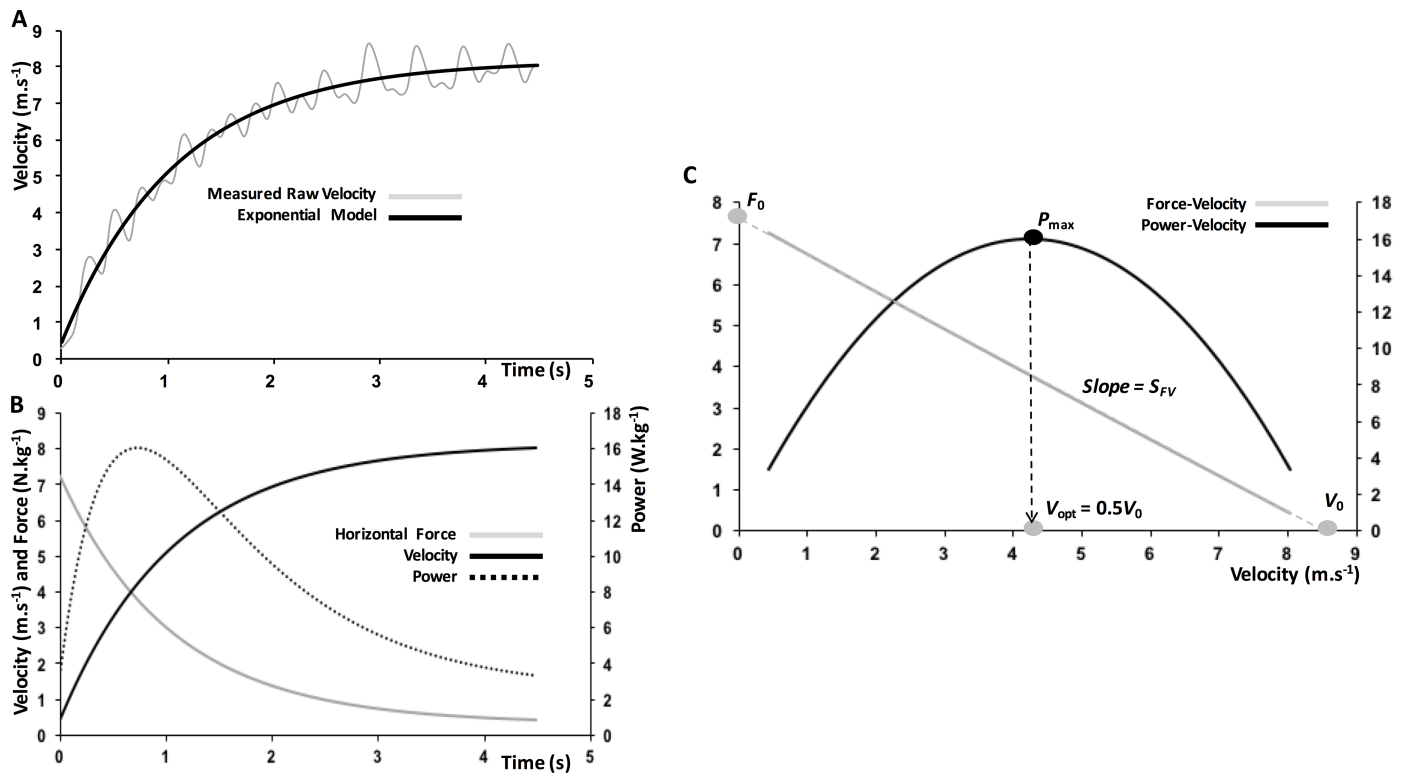 A
9
8
7
6
5
4
3
2
1
0
Velocity (m.s-1)
Measured Raw Velocity
Exponential Model
0 1 2 3 4 5
Time (s)
B
9
8
7
6
5
4
3
2
1
0
Velocity (m.s-1) and Force (N.kg-1)
18
16
14
12
10
8
6
4
2
0
Power (W.kg-1)
Horizontal Force
Velocity
Power
0 1 2 3 4 5
Time (s)
C
8
7
6
5
4
3
2
1
0
F0
Pmax
Force-Velocity
Power-Velocity
Slope = SFV
Vopt = 0.5V0
V0
18
16
14
12
10
8
6
4
2
0
0 1 2 3 4 5 6 7 8 9
Velocity (m.s-1)